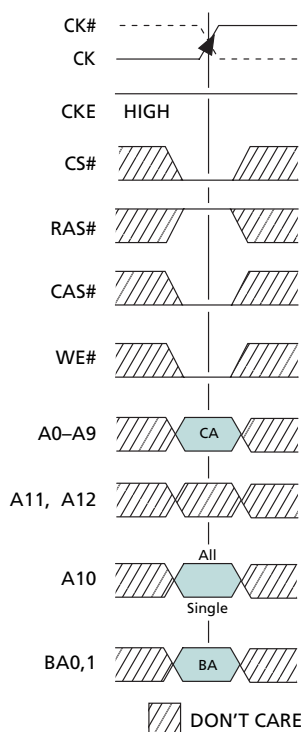 CK#
CK
CKE HIGH
CS#
RAS#
CAS#
WE#
A0–A9 CA
A11, A12
All
A10
Single
BA0,1 BA
DON'T CARE